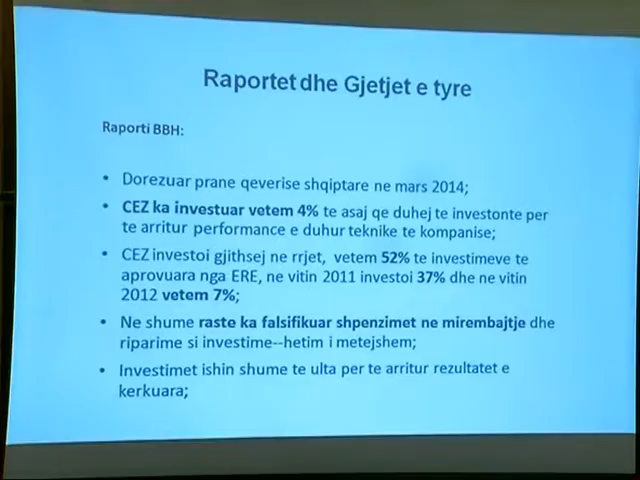 Raportet dhe Gjetjet e tyre
Raporti BBH:
• Dorezuar prane qeverise shqiptare ne mars 2014;
• CEZ ka investuar vetem 4% te asaj qe duhej te investonte per
te arritur performance e duhur teknike te kompanise;
• CEZ investoi gjithsej ne rrjet, vetem 52% te investimeve te
aprovuara nga ERE, ne vitin 2011 investoi 37% dhe ne vitin
2012 vetem 7%;
• Ne shume raste ka falsifikuar shpenzimet ne mirembajtje dhe
riparime si investime--hetim i metejshem;
• Investimet ishin shume te ulta per te arritur rezultatet e
kerkuara;